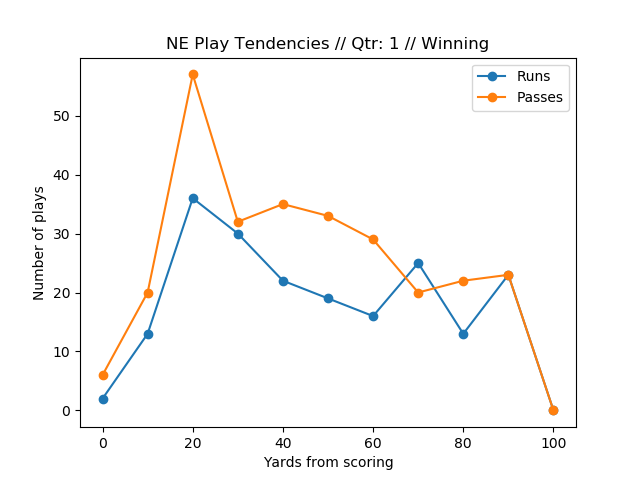 NE Play Tendencies // Qtr: 1 // Winning
Runs
Passes
Number of plays
50
40
30
20
10
0
0 20 40 60 80 100
Yards from scoring